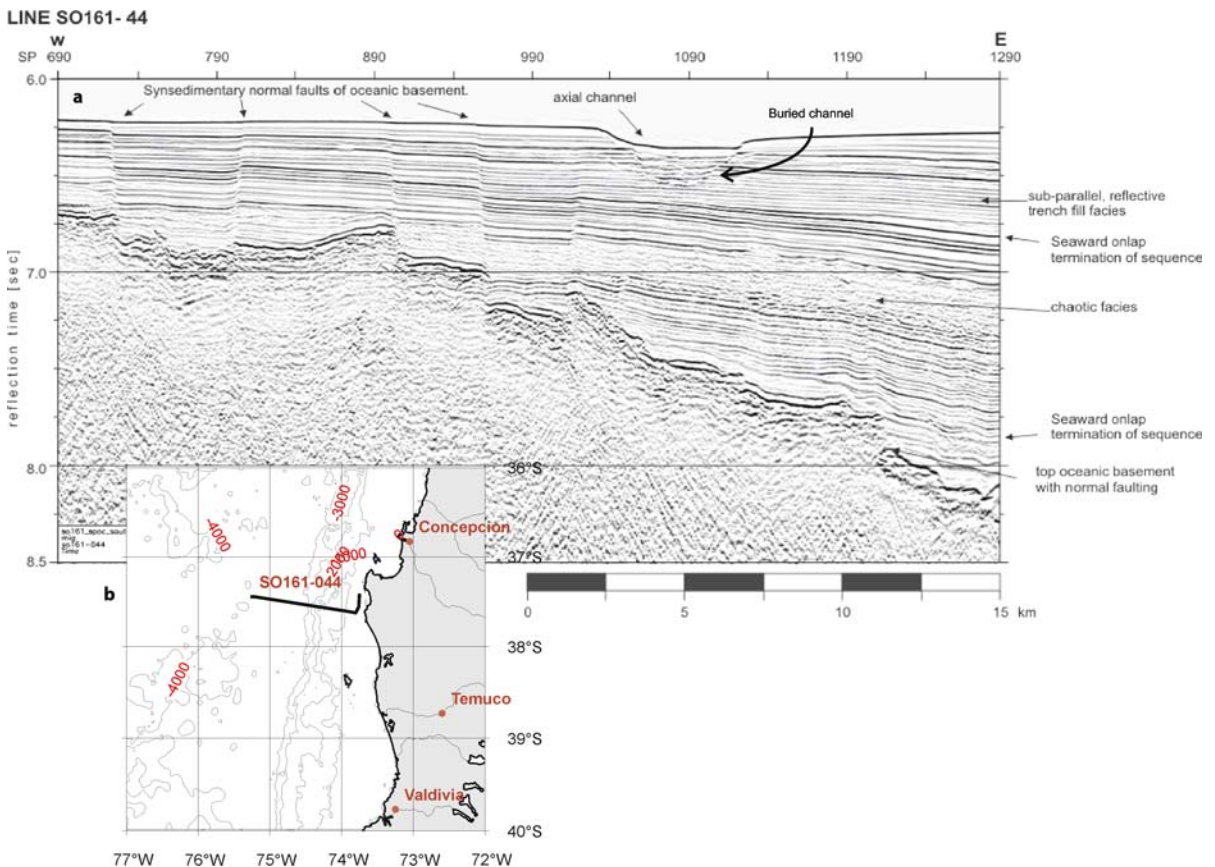 LINE SO161- 44
W
E
SP 690 790 890 990 1090 1190 1290
6.0
a
Synsedimentary normal faults of oceanic basement.
axial channel
Buried channel
sub-parallel, reflective
trench fill facies
Seaward onlap
termination of sequence
7.0
chaotic facies
reflection time [sec]
Seaward onlap
termination of sequence
8.0
top oceanic basement
with normal faulting
8.5
so161-044
0 5 10 15 km
b
36°S
37°S
38°S
39°S
40°S
-3000
-4000
Concepción
SO161-044
-4000
Temuco
Valdivia
77°W 76°W 75°W 74°W 73°W 72°W